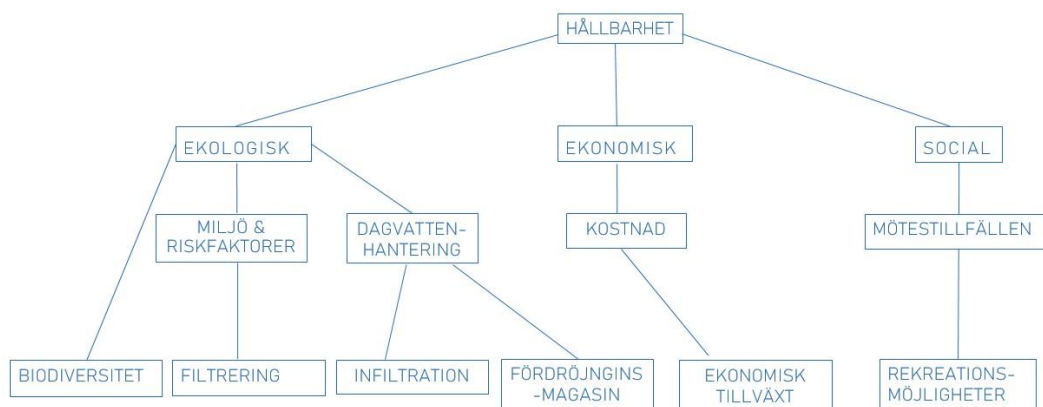 HÅLLBARHET
EKOLOGISK
EKONOMISK
SOCIAL
MILJÖ &
RISKFAKTORER
DAGVATTEN-
HANTERING
KOSTNAD
MÖTESTILLFÄLLEN
BIODIVERSITET
FILTRERING
INFILTRATION
FÖRDRÖJNGINS
-MAGASIN
EKONOMISK
TILLVÄXT
REKREATIONS-
MÖJLIGHETER